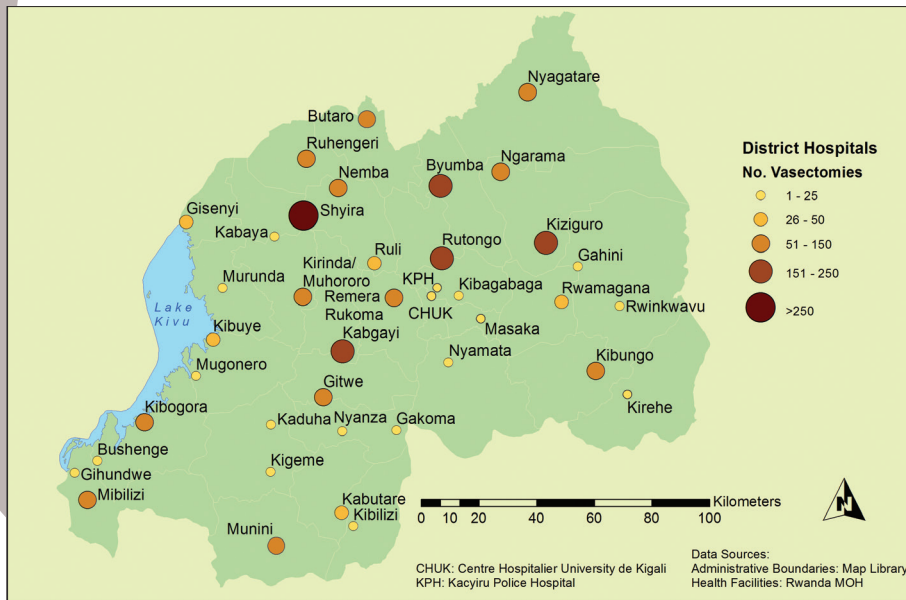 Nyagatare
Butaro
Ruhengeri
Nemba
Byumba
Ngarama
District Hospitals
No. Vasectomies
1 - 25
26 - 50
51 - 150
151 - 250
>250
Gisenyi
Shyira
Kabaya
Ruli
Rutongo
Kiziguro
Gahini
Murunda
Kirinda/
Muhororo
Remera
Rukoma
KPH
CHUK
Kibagabaga
Rwamagana
Rwinkwavu
Masaka
Lake
Kivu
Kibuye
Kabgayi
Nyamata
Mugonero
Kibungo
Gitwe
Kirehe
Kibogora
Kaduha
Nyanza
Gakoma
Bushenge
Gihundwe
Kigeme
Mibilizi
Kabutare
Kibilizi
Munini
Kilometers
0 10 20 40 60 80 100
N
CHUK: Centre Hospitalier University de Kigali
KPH: Kacyiru Police Hospital
Data Sources:
Administrative Boundaries: Map Library
Health Facilities: Rwanda MOH